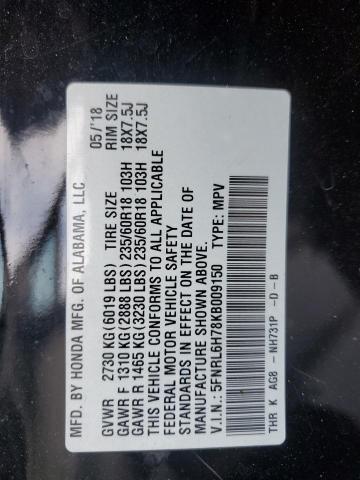 MFD. BY HONDA MFG. OF ALABAMA, LLC 05/'18
GVWR 2730 KG(6019 LBS) TIRE SIZE RIM SIZE
GAWR F 1310 KG(2888 LBS) 235/60R18 103H 18X7.5J
GAWR R 1465 KG(3230 LBS) 235/60R18 103H 18X7.5J
THIS VEHICLE CONFORMS TO ALL APPLICABLE
FEDERAL MOTOR VEHICLE SAFETY
STANDARDS IN EFFECT ON THE DATE OF
MANUFACTURE SHOWN ABOVE.
V.I.N.: 5FNRL6H78KB009150 TYPE: MPV
THR K AG8 -NH731P -D -B